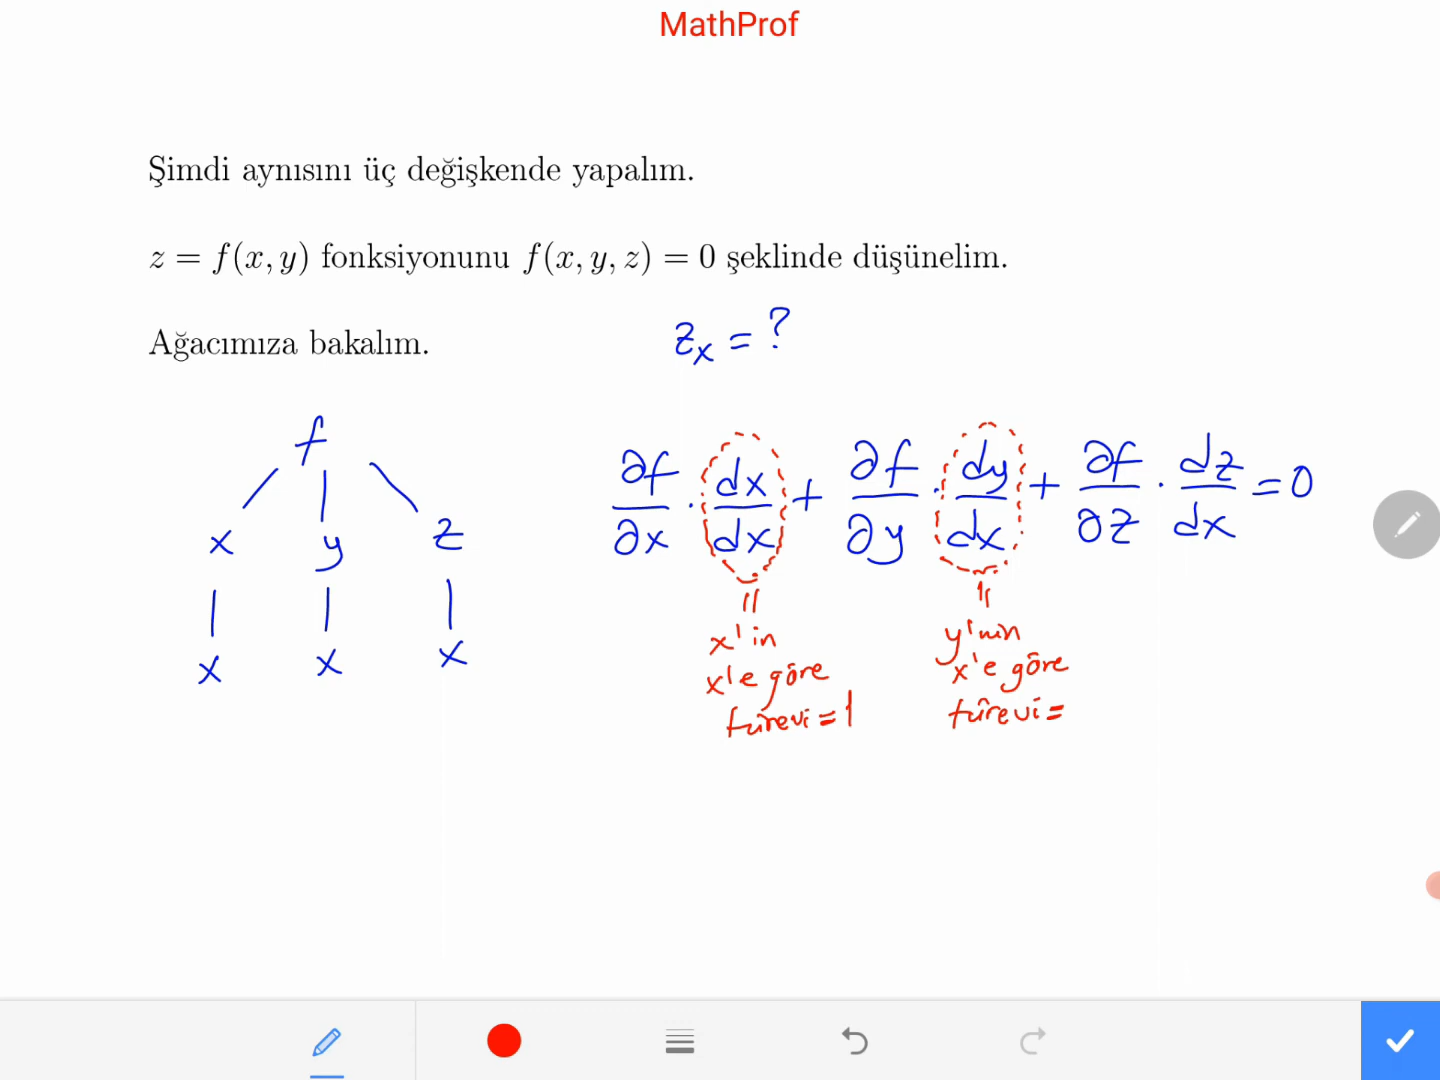 MathProf
Şimdi aynısını üç değişkende yapalım.
z = f(x, y) fonksiyonunu f(x, y, z) = 0 şeklinde düşünelim.
Ağacımıza bakalım.
z_x = ?
f
x y z
x x x
∂f/∂x · dx/dx + ∂f/∂y · dy/dx + ∂f/∂z · dz/dx = 0
x'in
x'e göre
türevi = 1
y'nin
x'e göre
türevi =